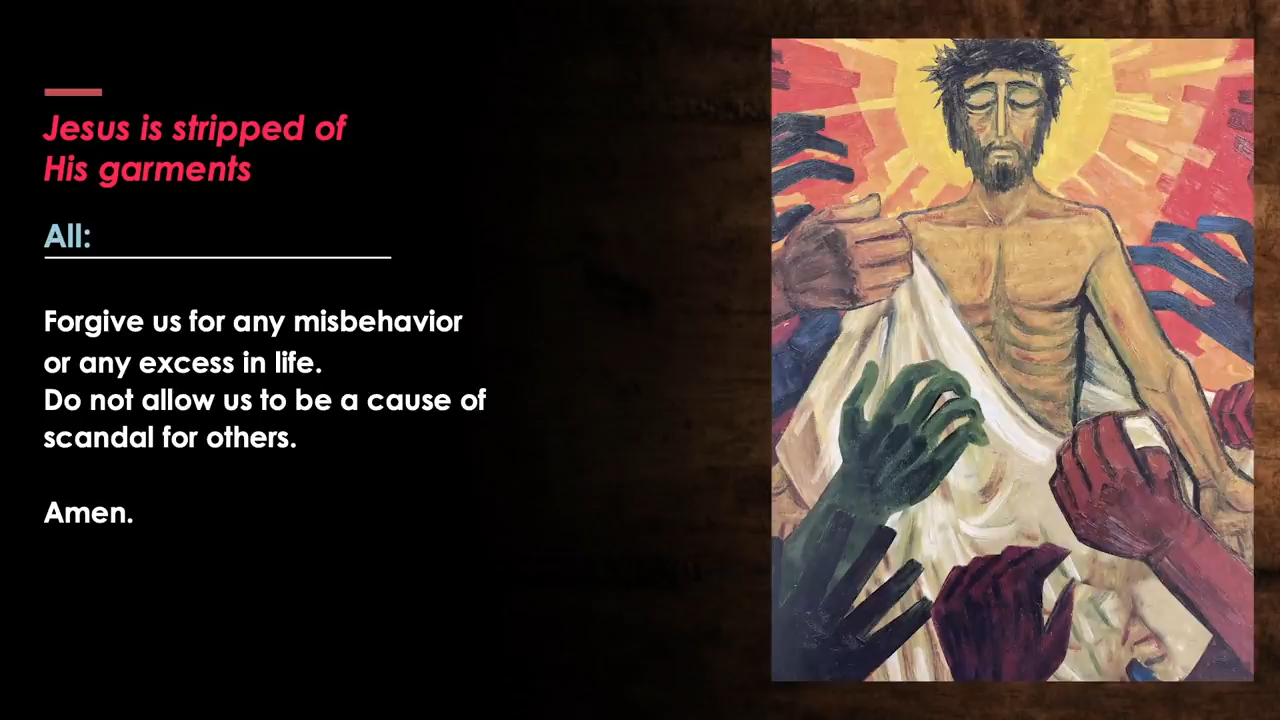 Jesus is stripped of
His garments
All:
Forgive us for any misbehavior
or any excess in life.
Do not allow us to be a cause of
scandal for others.
Amen.